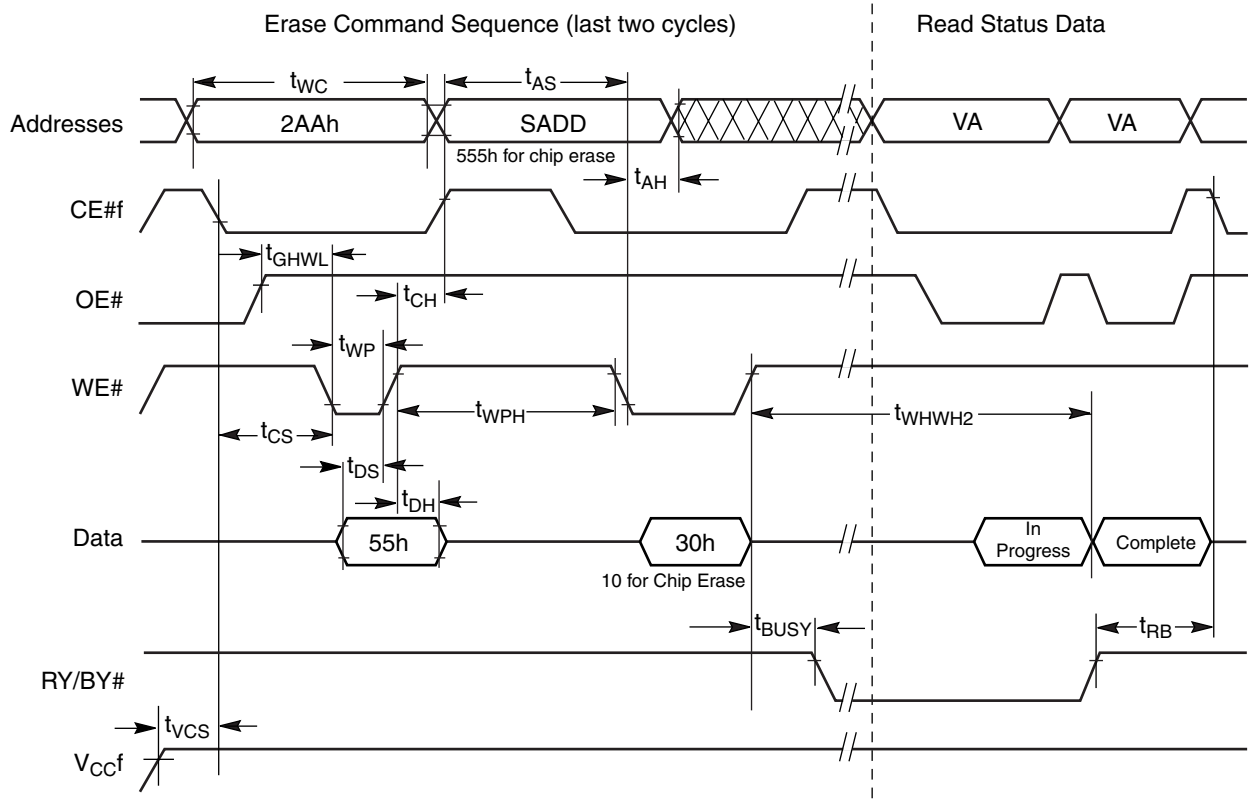 Erase Command Sequence (last two cycles)
Read Status Data
tWC
tAS
Addresses
2AAh
SADD
VA
VA
555h for chip erase
tAH
CE#f
tGHWL
tCH
OE#
tWP
WE#
tWPH
tWHWH2
tCS
tDS
tDH
Data
55h
30h
In
Progress
Complete
10 for Chip Erase
tBUSY
tRB
RY/BY#
tVCS
VCCf